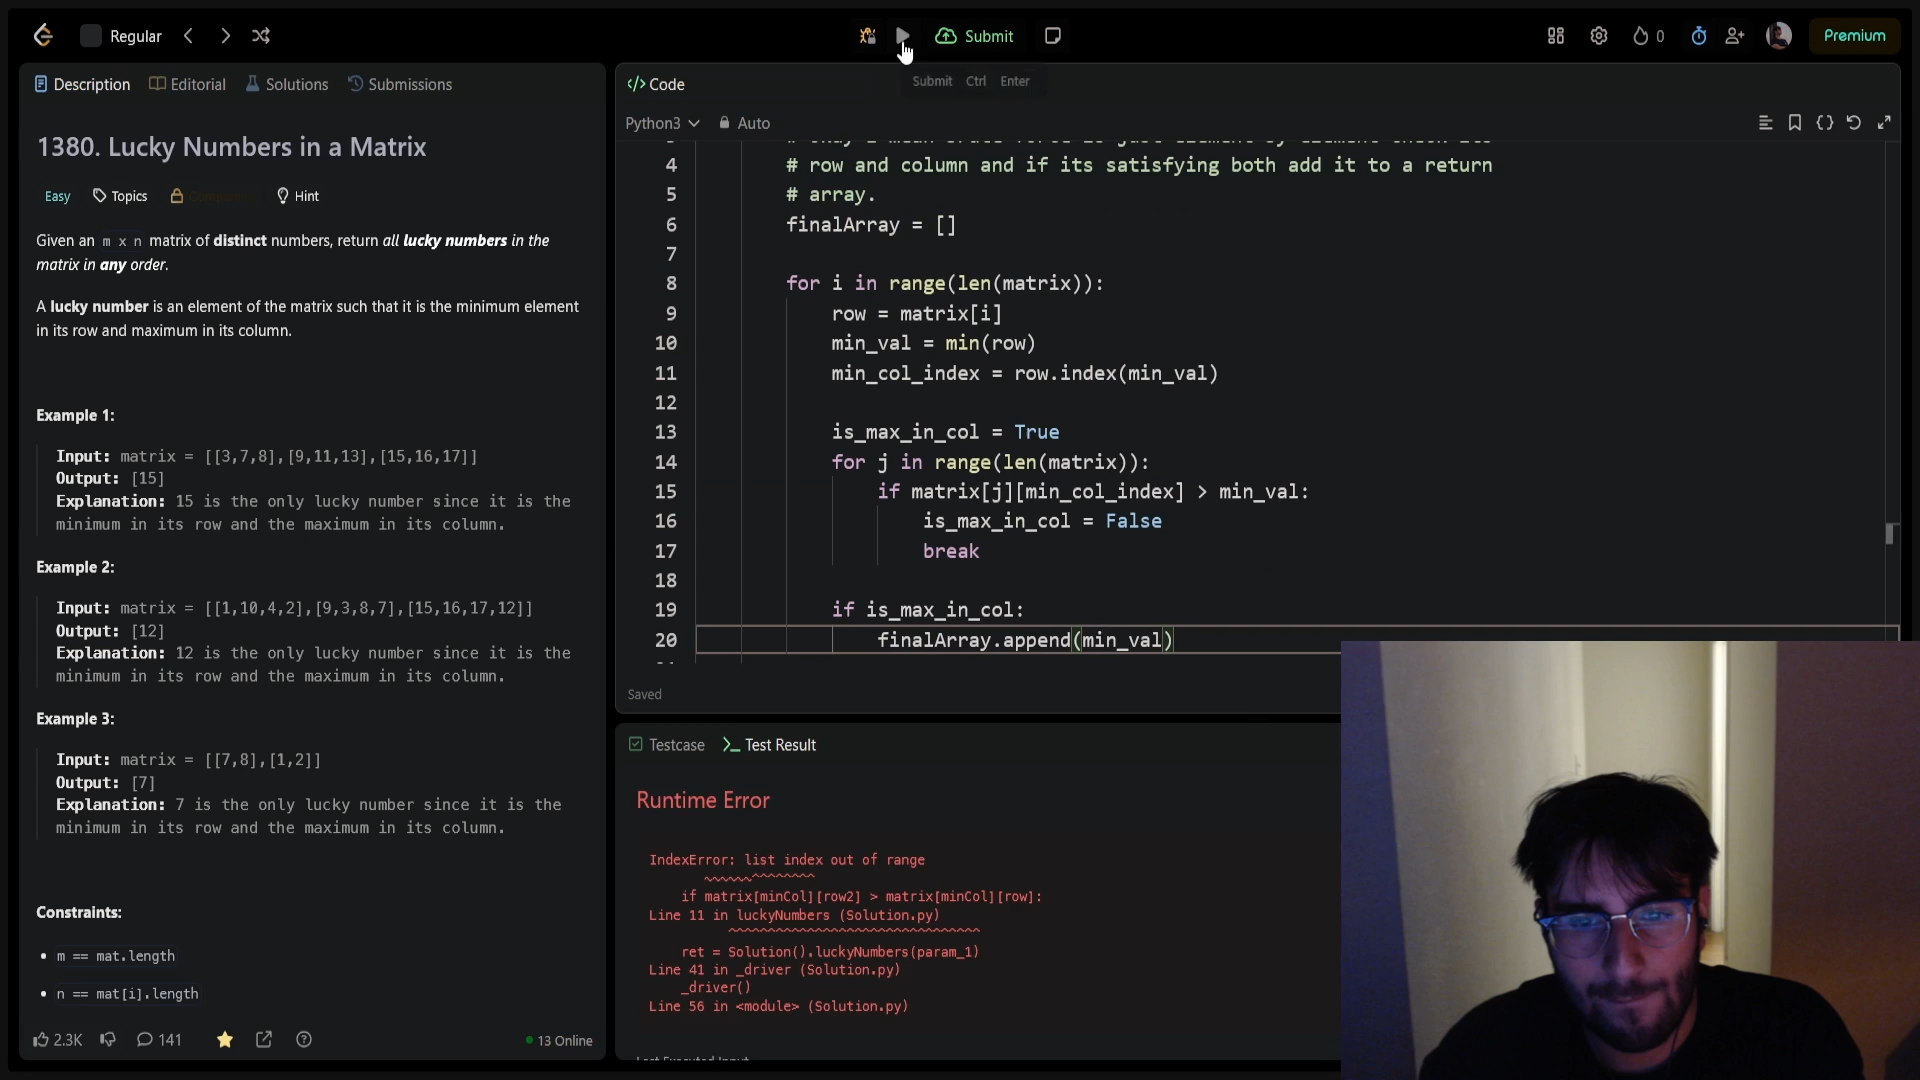 Regular
Submit
0
Premium
Description
Editorial
Solutions
Submissions
Code
Submit Ctrl Enter
Python3
Auto
1380. Lucky Numbers in a Matrix
Easy
Topics
Hint
Given an m x n matrix of distinct numbers, return all lucky numbers in the
matrix in any order.
A lucky number is an element of the matrix such that it is the minimum element
in its row and maximum in its column.
Example 1:
Input: matrix = [[3,7,8],[9,11,13],[15,16,17]]
Output: [15]
Explanation: 15 is the only lucky number since it is the
minimum in its row and the maximum in its column.
Example 2:
Input: matrix = [[1,10,4,2],[9,3,8,7],[15,16,17,12]]
Output: [12]
Explanation: 12 is the only lucky number since it is the
minimum in its row and the maximum in its column.
Example 3:
Input: matrix = [[7,8],[1,2]]
Output: [7]
Explanation: 7 is the only lucky number since it is the
minimum in its row and the maximum in its column.
Constraints:
• m == mat.length
• n == mat[i].length
2.3K
141
13 Online
4 # row and column and if its satisfying both add it to a return
5 # array.
6 finalArray = []
7
8 for i in range(len(matrix)):
9 row = matrix[i]
10 min_val = min(row)
11 min_col_index = row.index(min_val)
12
13 is_max_in_col = True
14 for j in range(len(matrix)):
15 if matrix[j][min_col_index] > min_val:
16 is_max_in_col = False
17 break
18
19 if is_max_in_col:
20 finalArray.append(min_val)
Saved
Testcase
Test Result
Runtime Error
IndexError: list index out of range
~~~~~~^^^^^^^^
if matrix[minCol][row2] > matrix[minCol][row]:
Line 11 in luckyNumbers (Solution.py)
^^^^^^^^^^^^^^^^^^^^^^^^^^^^^^^
ret = Solution().luckyNumbers(param_1)
Line 41 in _driver (Solution.py)
_driver()
Line 56 in <module> (Solution.py)